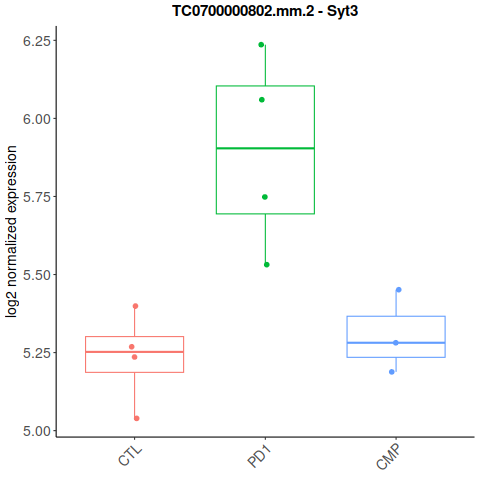 TC0700000802.mm.2 - Syt3
log2 normalized expression
6.25
6.00
5.75
5.50
5.25
5.00
CTL
PD1
CMP